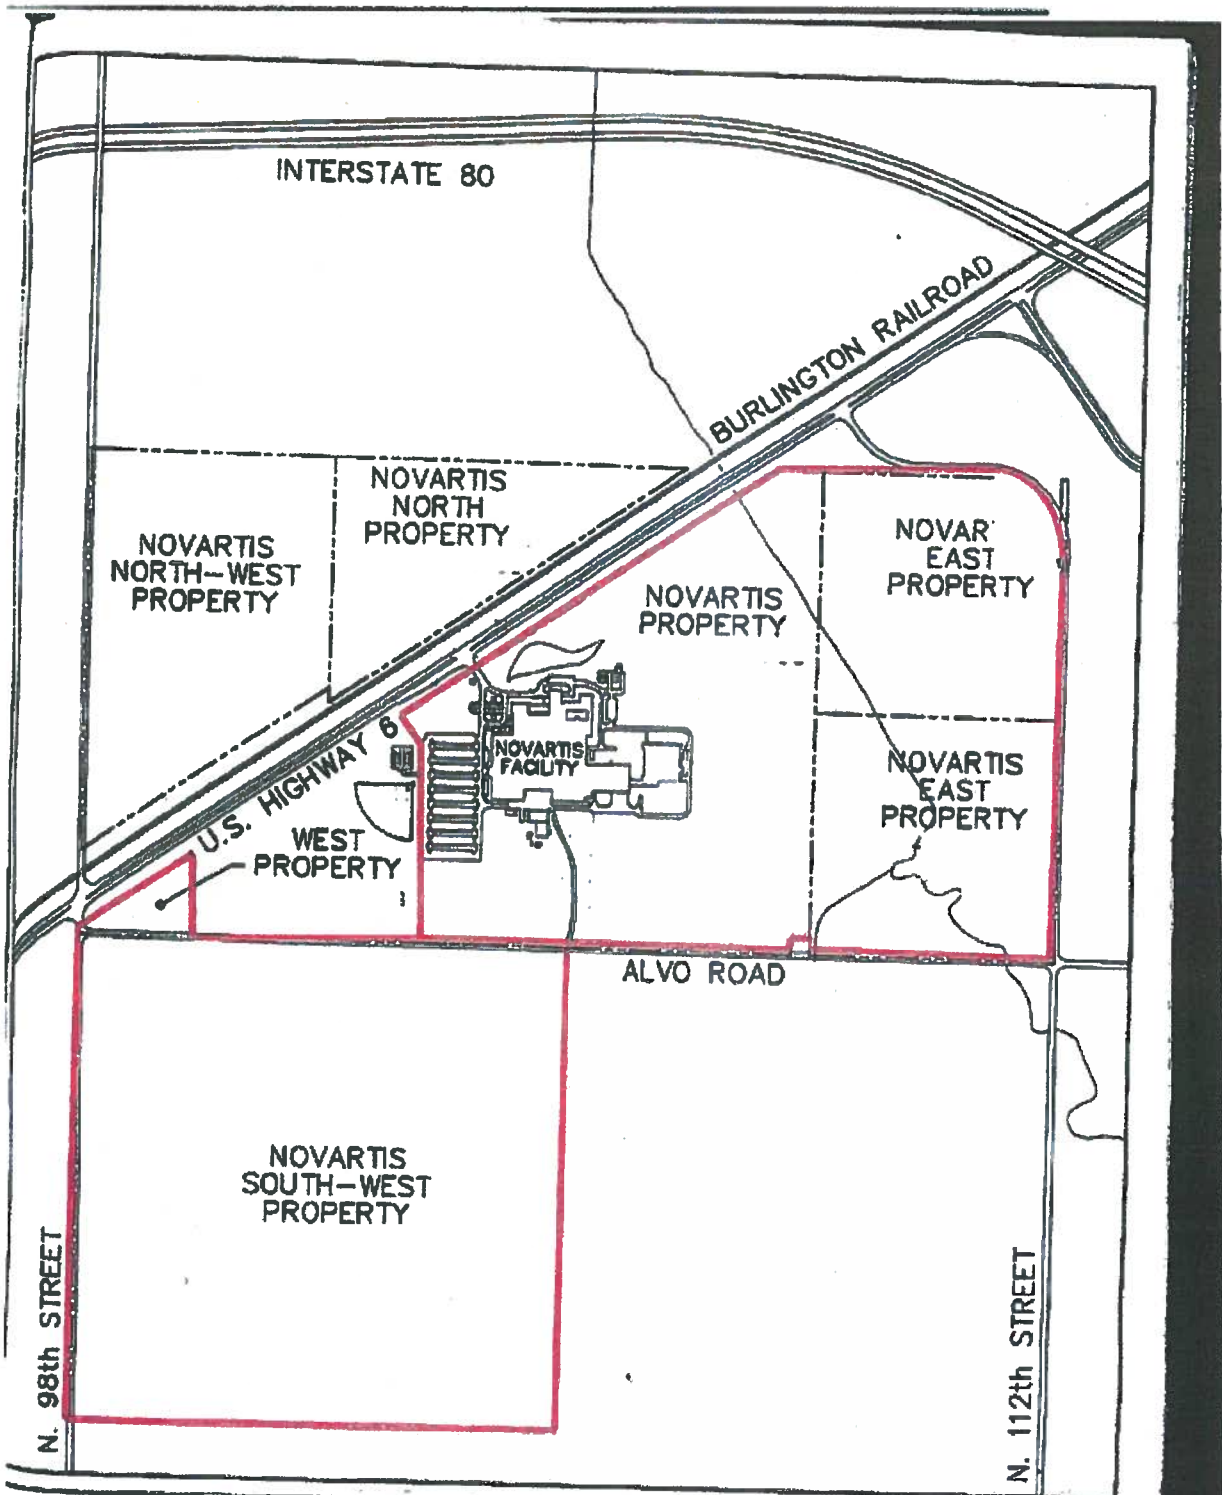 INTERSTATE 80
BURLINGTON RAILROAD
NOVARTIS
NORTH
PROPERTY
NOVARTIS
NORTH-WEST
PROPERTY
NOVAR
EAST
PROPERTY
NOVARTIS
PROPERTY
U.S. HIGHWAY 6
NOVARTIS
FACILITY
NOVARTIS
EAST
PROPERTY
WEST
PROPERTY
ALVO ROAD
NOVARTIS
SOUTH-WEST
PROPERTY
N. 98th STREET
N. 112th STREET